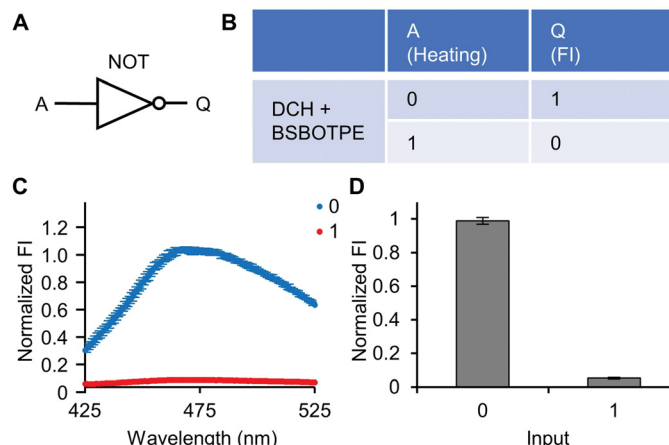 A
NOT
A
Q
B
A
(Heating)
Q
(FI)
DCH +
BSBOTPE
0
1
1
0
C
0
1
Normalized FI
1.2
1.0
0.8
0.6
0.4
0.2
0
425
475
525
Wavelength (nm)
D
Normalized FI
1
0.8
0.6
0.4
0.2
0
0
1
Input